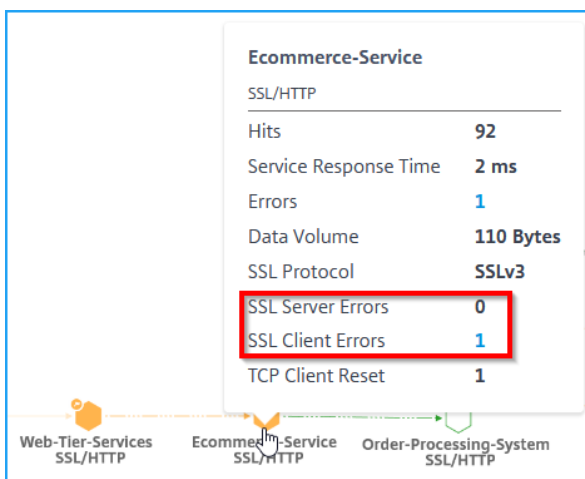 Ecommerce-Service
SSL/HTTP
Hits 92
Service Response Time 2 ms
Errors 1
Data Volume 110 Bytes
SSL Protocol SSLv3
SSL Server Errors 0
SSL Client Errors 1
TCP Client Reset 1
Web-Tier-Services Ecommerce-Service Order-Processing-System
SSL/HTTP SSL/HTTP SSL/HTTP